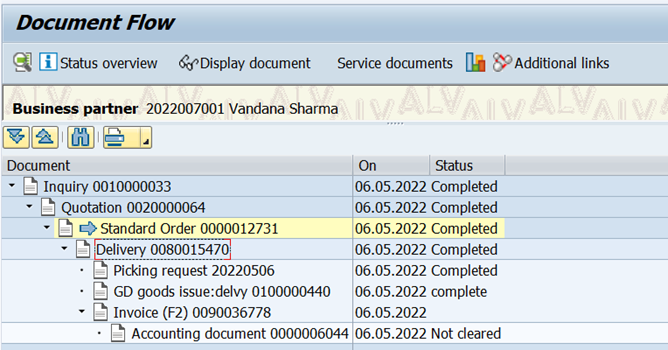 Document Flow
Status overview Display document Service documents Additional links
Business partner 2022007001 Vandana Sharma
Document On Status
Inquiry 0010000033 06.05.2022 Completed
Quotation 0020000064 06.05.2022 Completed
Standard Order 0000012731 06.05.2022 Completed
Delivery 0080015470 06.05.2022 Completed
Picking request 20220506 06.05.2022 Completed
GD goods issue:delvy 0100000440 06.05.2022 complete
Invoice (F2) 0090036778 06.05.2022
Accounting document 0000006044 06.05.2022 Not cleared